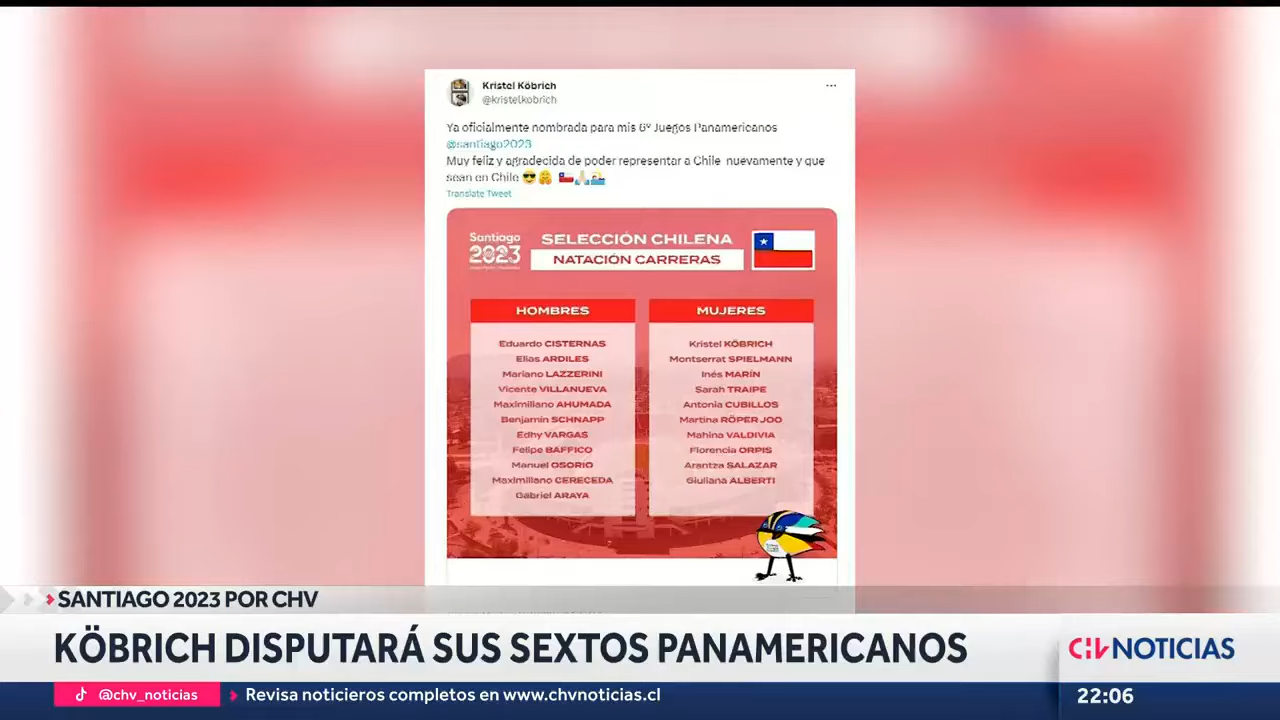 Kristel Köbrich
@kristelkobrich
Ya oficialmente nombrada para mis 6º Juegos Panamericanos
@santiago2023
Muy feliz y agradecida de poder representar a Chile nuevamente y que
sean en Chile 😎🤗 🇨🇱🙏🏻🏊🏻‍♀️
Translate Tweet
Santiago
2023
SELECCIÓN CHILENA
NATACIÓN CARRERAS
HOMBRES
Eduardo CISTERNAS
Elías ARDILES
Mariano LAZZERINI
Vicente VILLANUEVA
Maximiliano AHUMADA
Benjamín SCHNAPP
Edhy VARGAS
Felipe BAFFICO
Manuel OSORIO
Maximiliano CERECEDA
Gabriel ARAYA
MUJERES
Kristel KÖBRICH
Montserrat SPIELMANN
Inés MARÍN
Sarah TRAIPE
Antonia CUBILLOS
Martina RÖPER JOO
Mahina VALDIVIA
Florencia ORPIS
Arantza SALAZAR
Giuliana ALBERTI
SANTIAGO 2023 POR CHV
KÖBRICH DISPUTARÁ SUS SEXTOS PANAMERICANOS
CHV NOTICIAS
@chv_noticias
Revisa noticieros completos en www.chvnoticias.cl
22:06